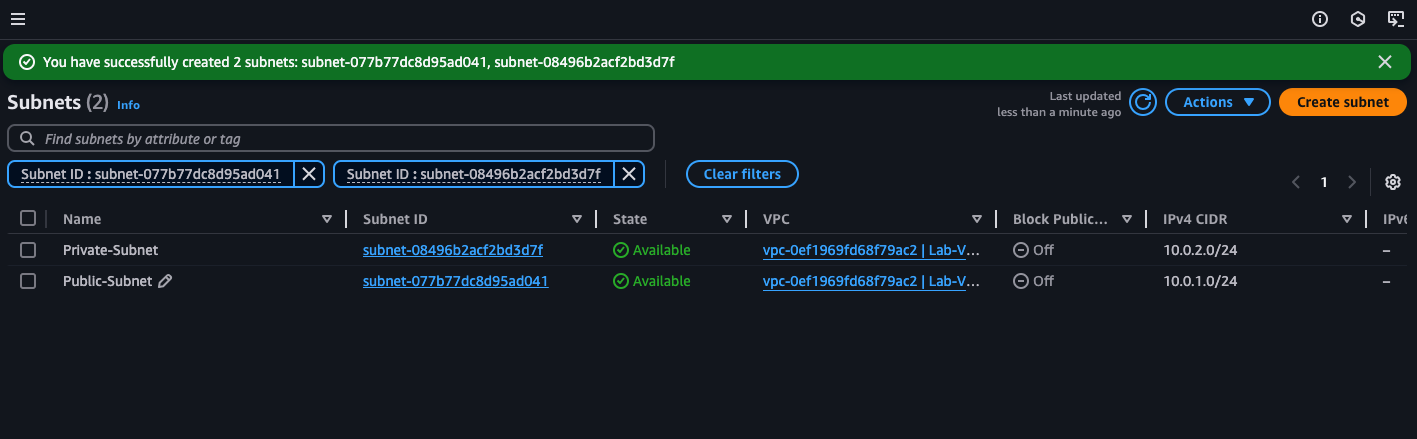 You have successfully created 2 subnets: subnet-077b77dc8d95ad041, subnet-08496b2acf2bd3d7f
Subnets (2) Info
Last updated
less than a minute ago
Actions
Create subnet
Find subnets by attribute or tag
Subnet ID : subnet-077b77dc8d95ad041
Subnet ID : subnet-08496b2acf2bd3d7f
Clear filters
1
Name Subnet ID State VPC Block Public... IPv4 CIDR IPv6
Private-Subnet subnet-08496b2acf2bd3d7f Available vpc-0ef1969fd68f79ac2 | Lab-V... Off 10.0.2.0/24 –
Public-Subnet subnet-077b77dc8d95ad041 Available vpc-0ef1969fd68f79ac2 | Lab-V... Off 10.0.1.0/24 –